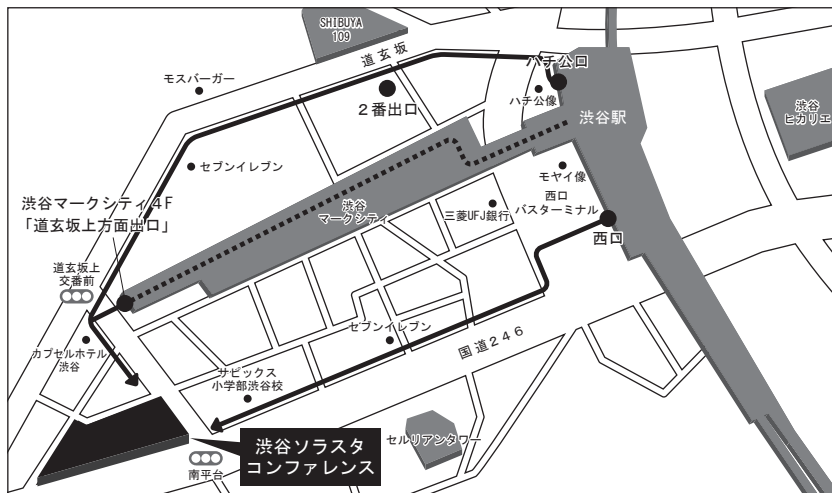 SHIBUYA
109
道玄坂
ハチ公口
モスバーガー
2番出口
ハチ公像
渋谷駅
渋谷
ヒカリエ
セブンイレブン
モヤイ像
渋谷マークシティ4F
「道玄坂上方面出口」
渋谷
マークシティ
三菱UFJ銀行
西口
バスターミナル
西口
道玄坂上
交番前
カプセルホテル
渋谷
セブンイレブン
国道246
サピックス
小学部渋谷校
渋谷ソラスタ
コンファレンス
セルリアンタワー
南平台